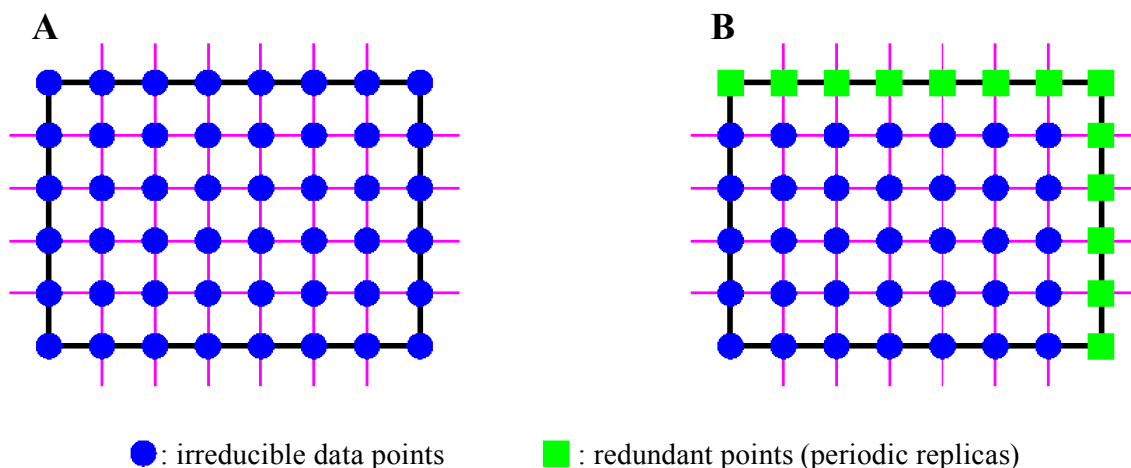 A
B
: irreducible data points
: redundant points (periodic replicas)